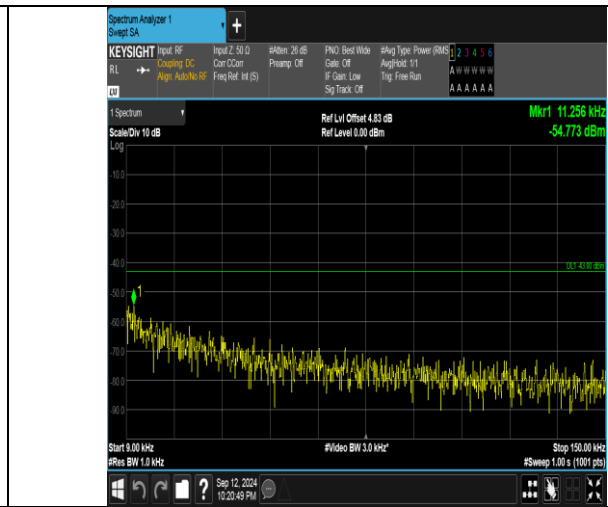 Spectrum Analyzer 1
Swept SA
+
KEYSIGHT
RL
Input: RF
Coupling: DC
Align: Auto/No RF
Input Z: 50 Ω
Corr CCorr
Freq Ref: Int (S)
#Atten: 26 dB
Preamp: Off
PNO: Best Wide
Gate: Off
IF Gain: Low
Sig Track: Off
#Avg Type: Power (RMS
Avg|Hold: 1/1
Trig: Free Run
1 2 3 4 5 6
A W W W W W
A A A A A A
1 Spectrum
Scale/Div 10 dB
Ref Lvl Offset 4.83 dB
Ref Level 0.00 dBm
Mkr1 11.256 kHz
-54.773 dBm
Log
-10.0
-20.0
-30.0
-40.0
DL1 -43.00 dBm
-50.0
1
-60.0
-70.0
-80.0
-90.0
Start 9.00 kHz
#Video BW 3.0 kHz*
Stop 150.00 kHz
#Res BW 1.0 kHz
#Sweep 1.00 s (1001 pts)
?
Sep 12, 2024
10:20:49 PM